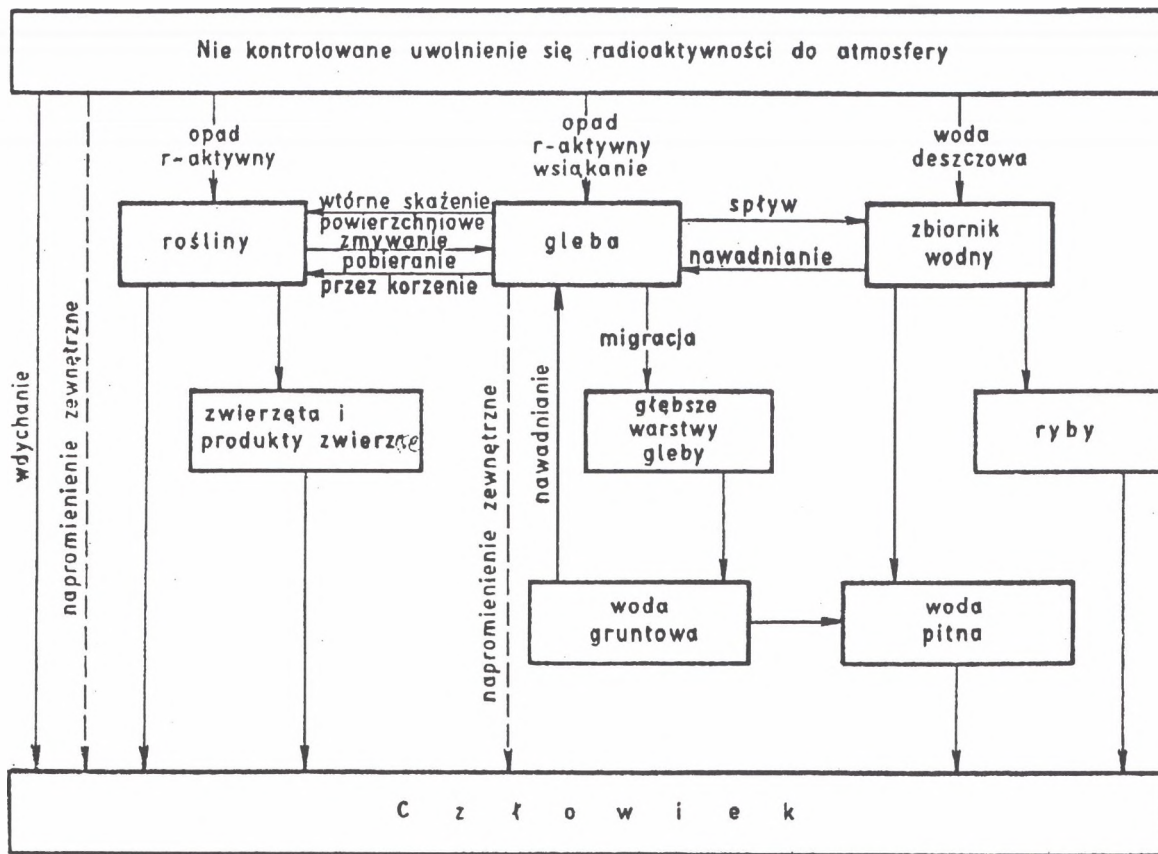 Nie kontrolowane uwolnienie się radioaktywności do atmosfery
opad
r-aktywny
opad
r-aktywny
wsiąkanie
woda
deszczowa
rośliny
wtórne skażenie
powierzchniowe
zmywanie
pobieranie
przez korzenie
gleba
spływ
nawadnianie
zbiornik
wodny
wdychanie
napromienienie zewnętrzne
migracja
zwierzęta i
produkty zwierzęce
napromienienie zewnętrzne
nawadnianie
głębsze
warstwy
gleby
ryby
woda
gruntowa
woda
pitna
Człowiek